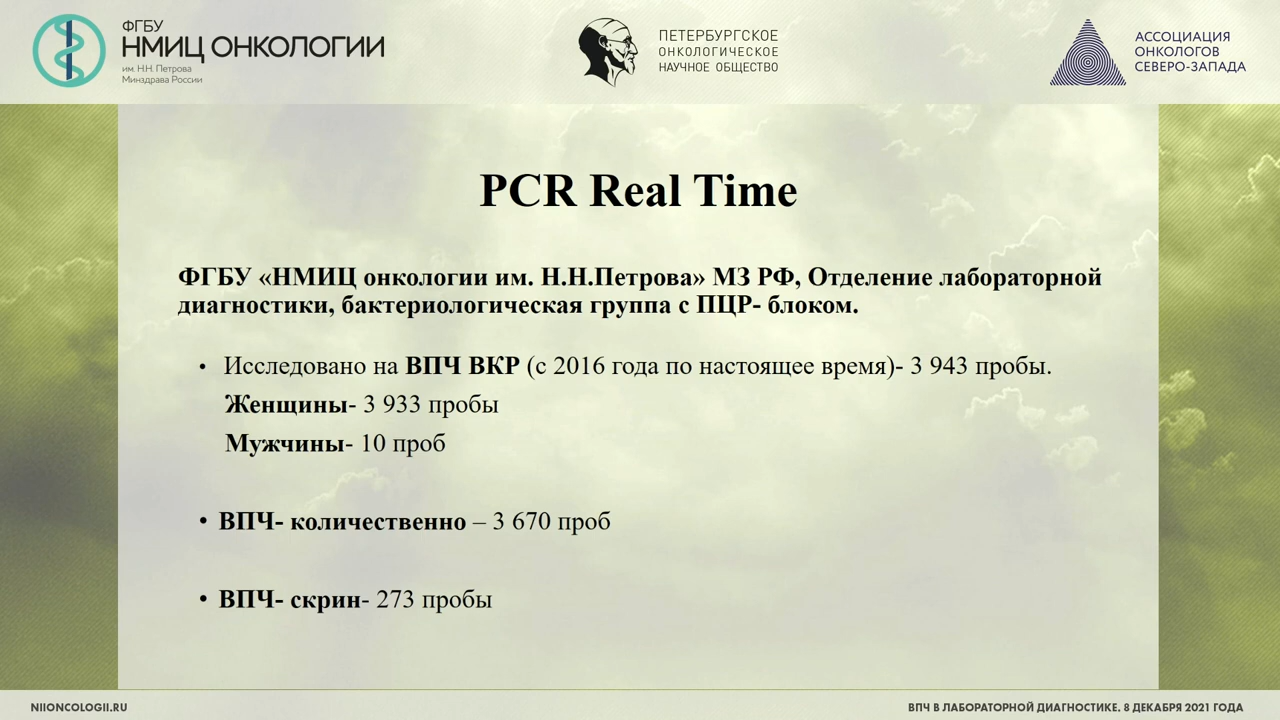 ФГБУ
НМИЦ ОНКОЛОГИИ
им. Н.Н. Петрова
Минздрава России
ПЕТЕРБУРГСКОЕ
ОНКОЛОГИЧЕСКОЕ
НАУЧНОЕ ОБЩЕСТВО
АССОЦИАЦИЯ
ОНКОЛОГОВ
СЕВЕРО-ЗАПАДА
PCR Real Time
ФГБУ «НМИЦ онкологии им. Н.Н.Петрова» МЗ РФ, Отделение лабораторной
диагностики, бактериологическая группа с ПЦР- блоком.
• Исследовано на ВПЧ ВКР (с 2016 года по настоящее время)- 3 943 пробы.
Женщины- 3 933 пробы
Мужчины- 10 проб
• ВПЧ- количественно – 3 670 проб
• ВПЧ- скрин- 273 пробы
NIIONCOLOGII.RU
ВПЧ В ЛАБОРАТОРНОЙ ДИАГНОСТИКЕ. 8 ДЕКАБРЯ 2021 ГОДА